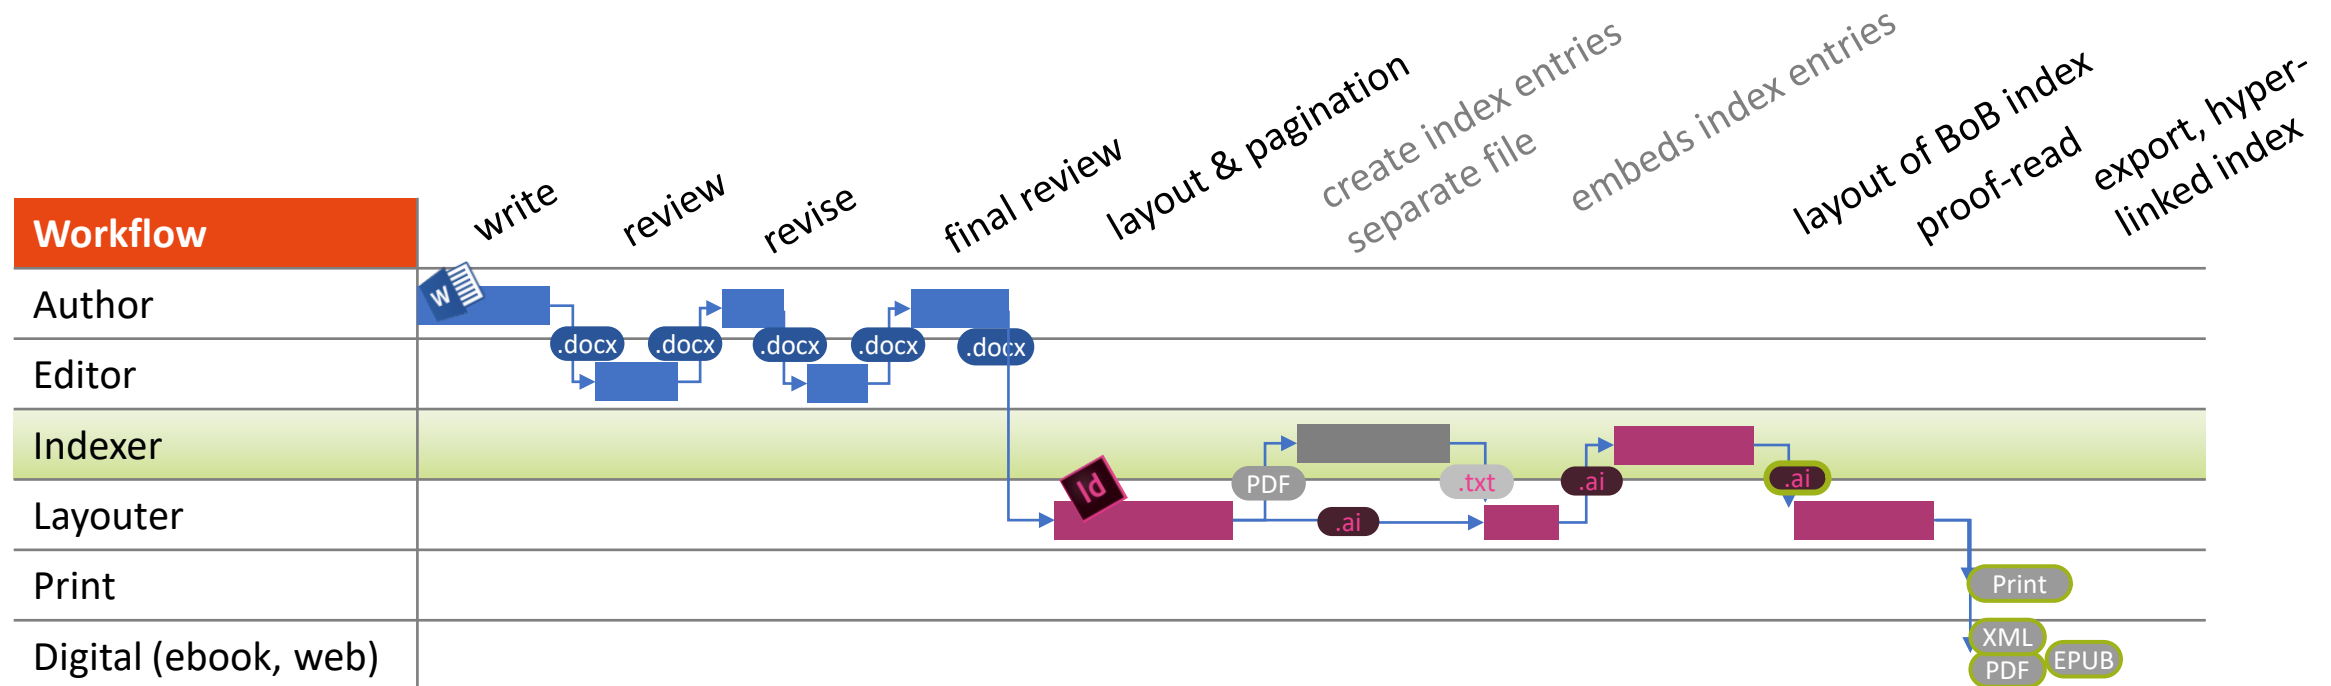 write
review
revise
final review
layout & pagination
create index entries
separate file
embeds index entries
layout of BoB index
proof-read
export, hyper-
linked index
Workflow
Author
W
.docx
.docx
.docx
.docx
.docx
Editor
Indexer
Id
PDF
.txt
.ai
.ai
Layouter
.ai
Print
Print
Digital (ebook, web)
XML
PDF
EPUB